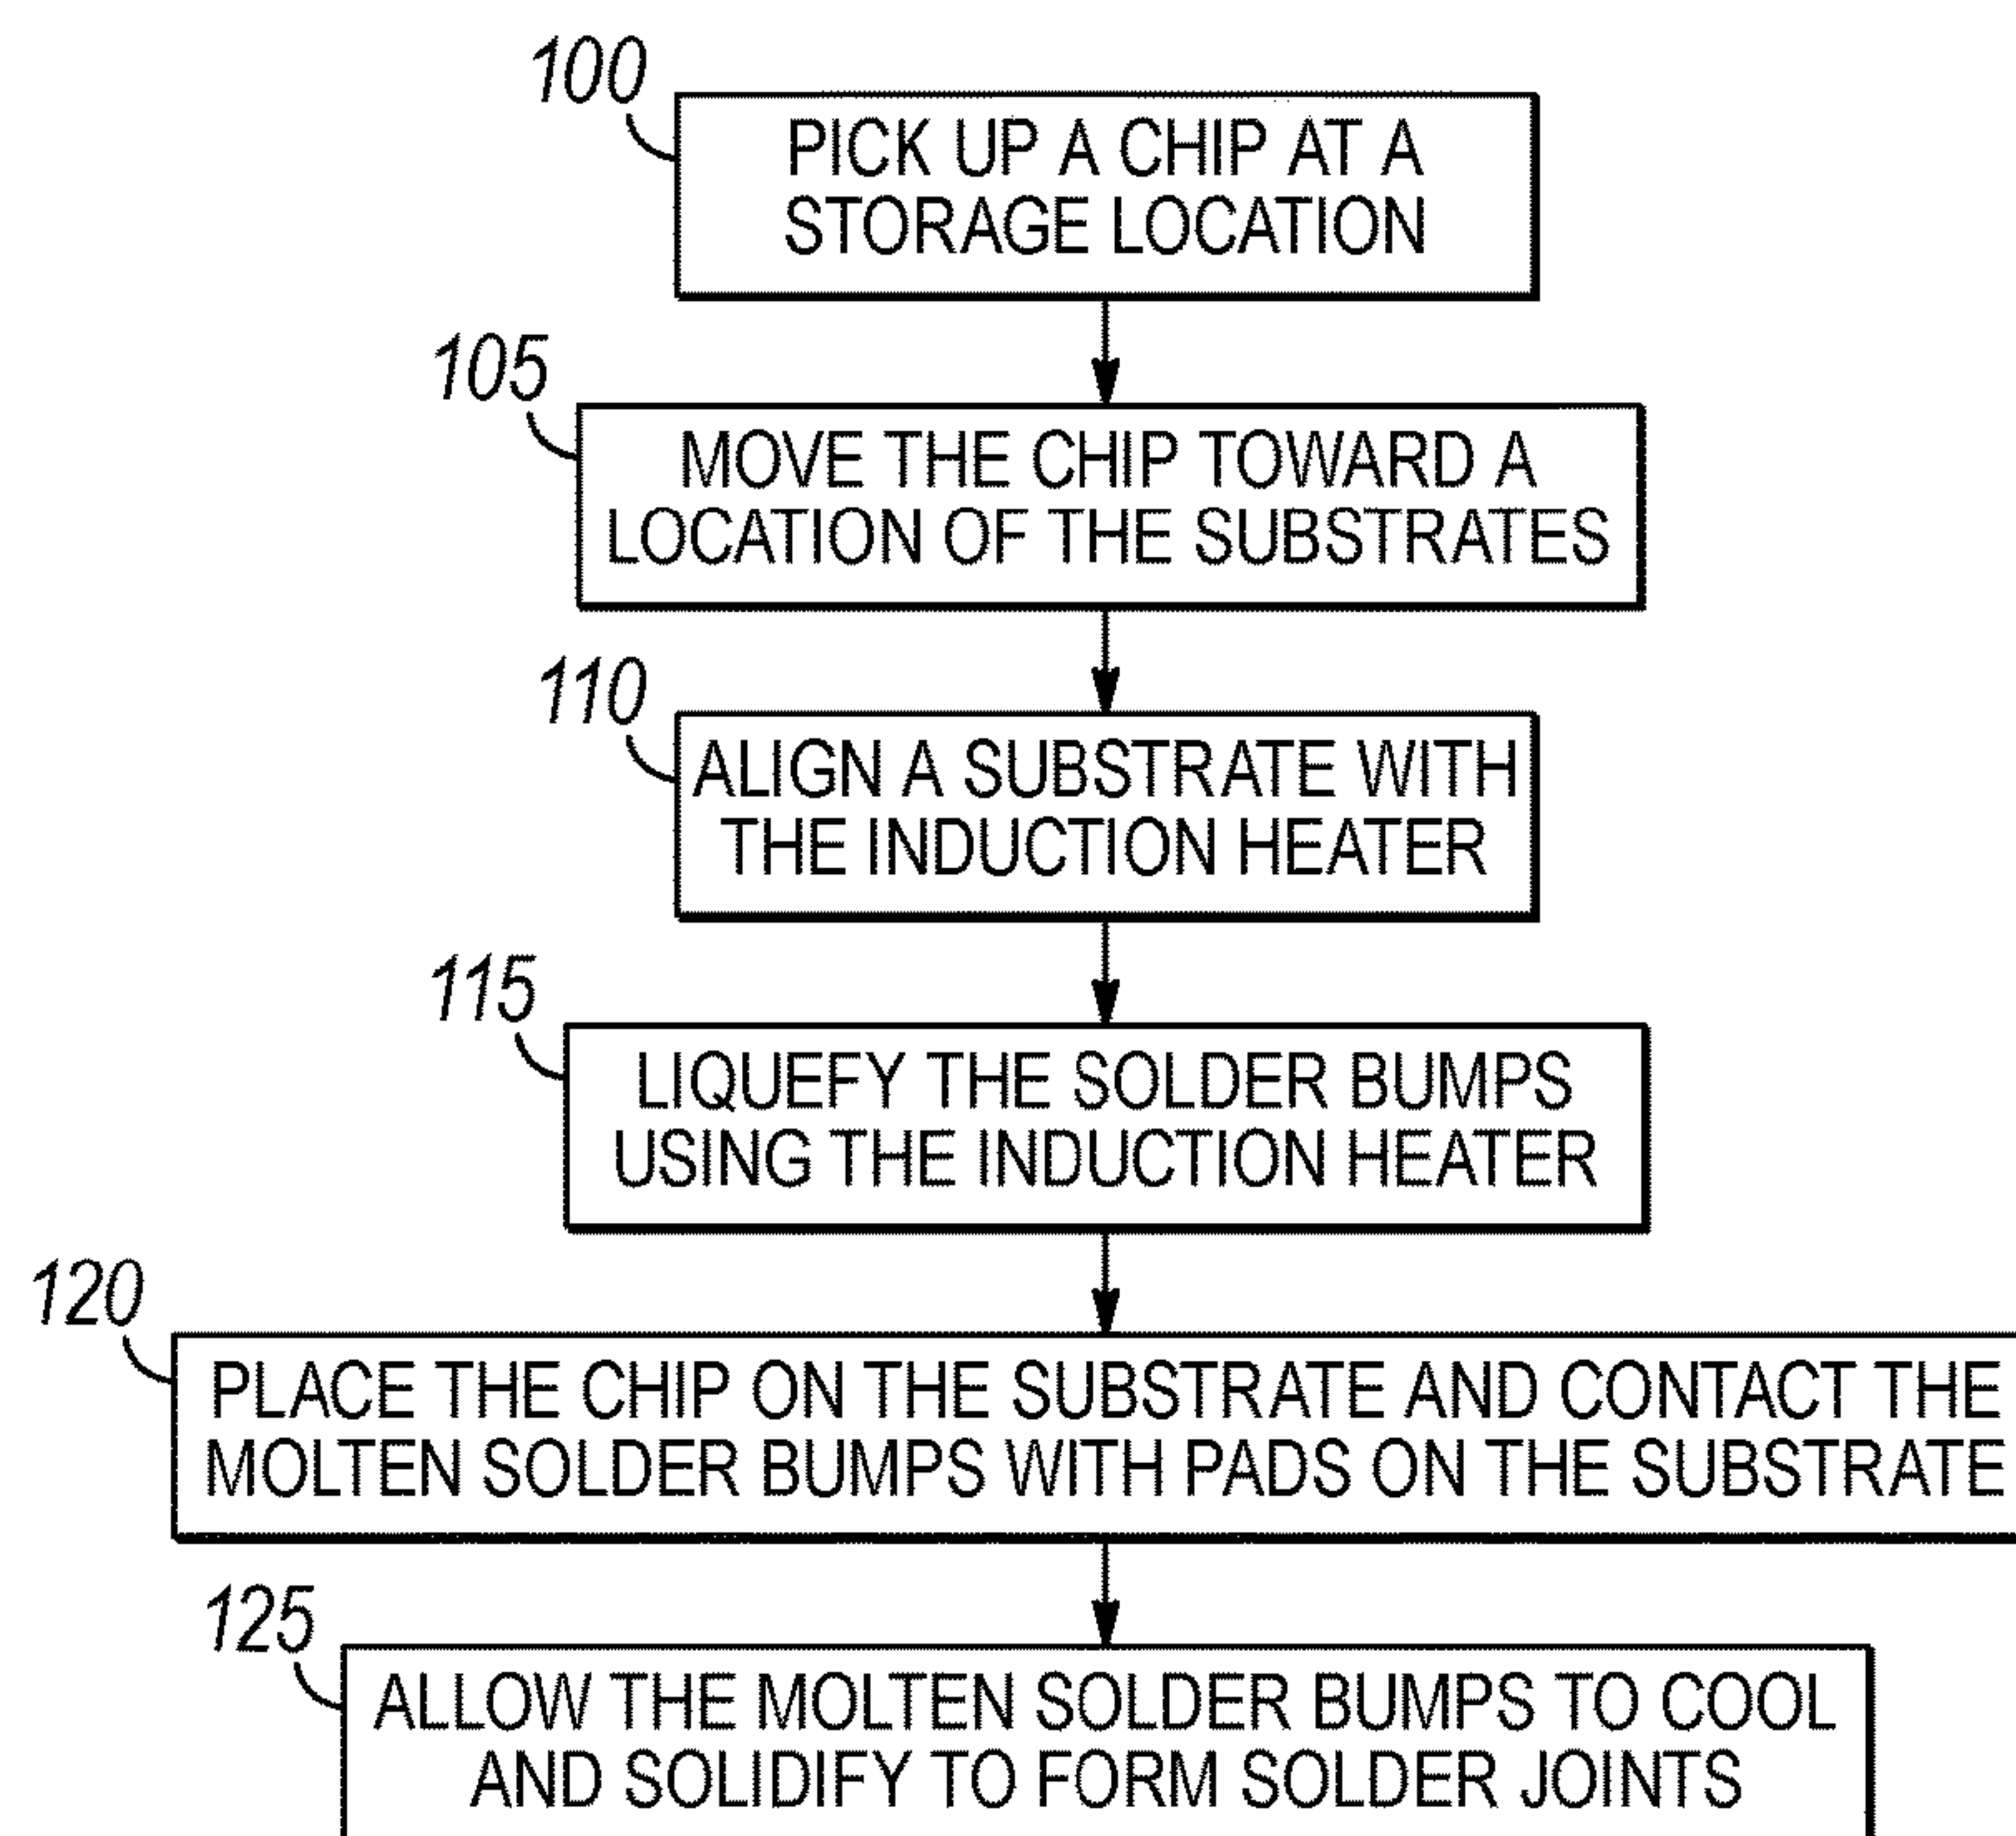 100
PICK UP A CHIP AT A
STORAGE LOCATION
105
MOVE THE CHIP TOWARD A
LOCATION OF THE SUBSTRATES
110
ALIGN A SUBSTRATE WITH
THE INDUCTION HEATER
115
LIQUEFY THE SOLDER BUMPS
USING THE INDUCTION HEATER
120
PLACE THE CHIP ON THE SUBSTRATE AND CONTACT THE
MOLTEN SOLDER BUMPS WITH PADS ON THE SUBSTRATE
125
ALLOW THE MOLTEN SOLDER BUMPS TO COOL
AND SOLIDIFY TO FORM SOLDER JOINTS